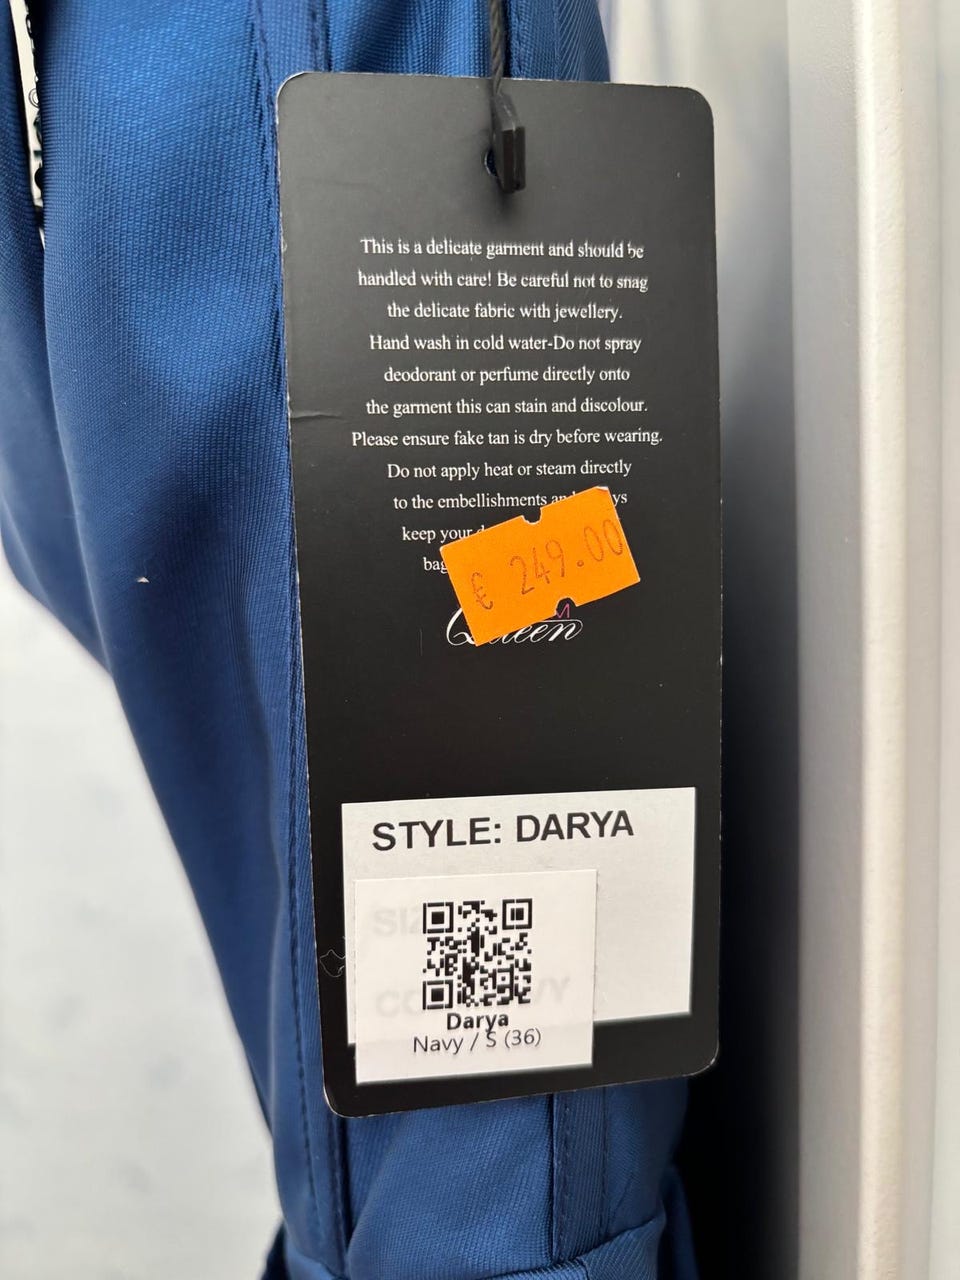 This is a delicate garment and should be
handled with care! Be careful not to snag
the delicate fabric with jewellery.
Hand wash in cold water-Do not spray
deodorant or perfume directly onto
the garment this can stain and discolour.
Please ensure fake tan is dry before wearing.
Do not apply heat or steam directly
to the embellishments
keep your
€ 249.00
Queen
STYLE: DARYA
Darya
Navy / S (36)